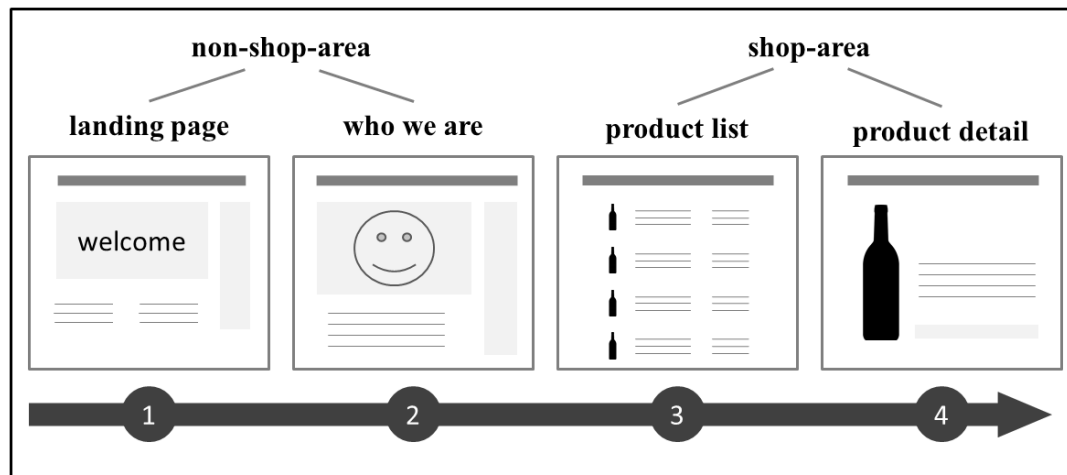 non-shop-area
shop-area
landing page
who we are
product list
product detail
welcome
1
2
3
4